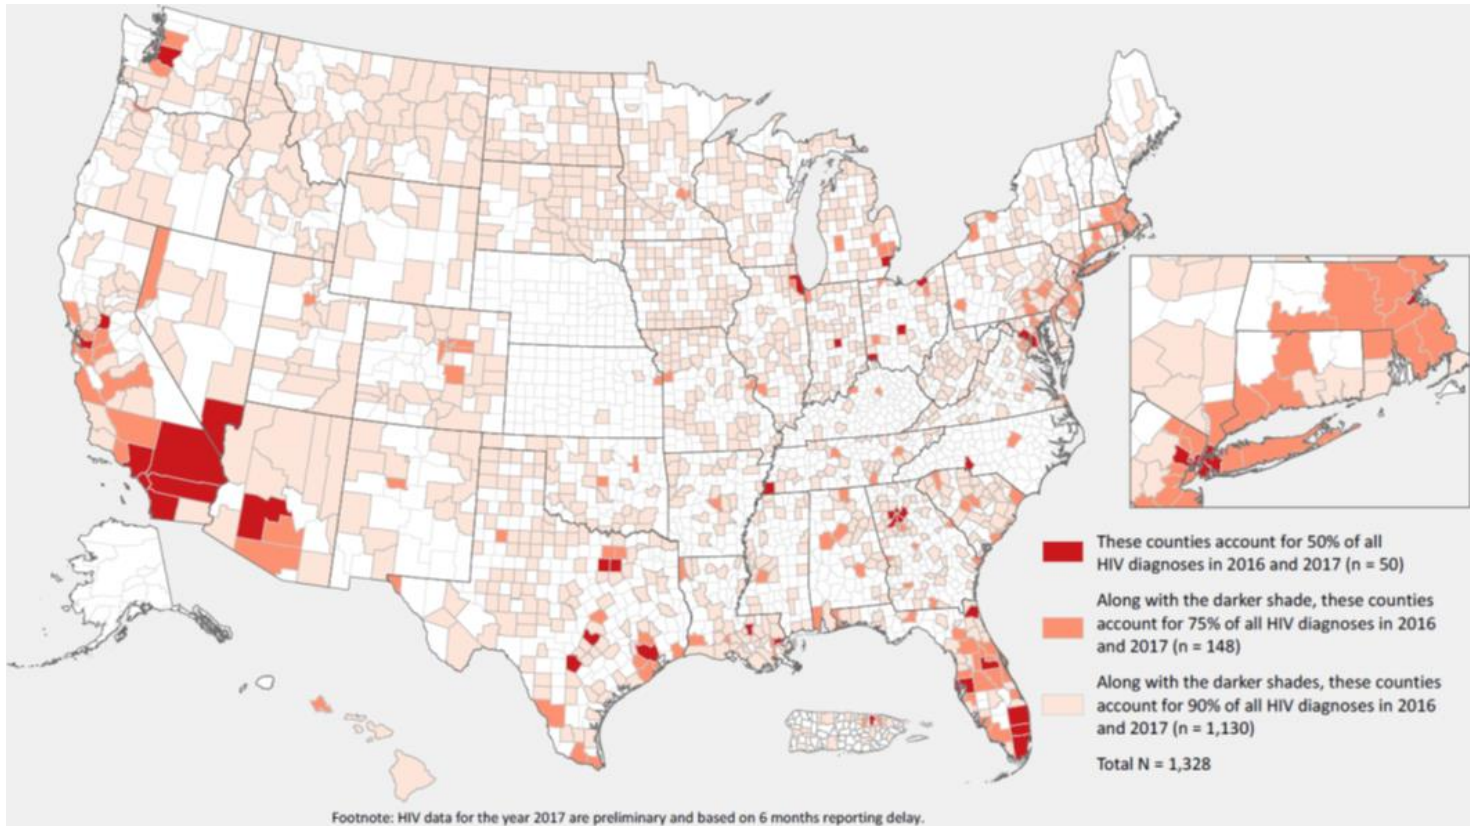 These counties account for 50% of all
HIV diagnoses in 2016 and 2017 (n = 50)
Along with the darker shade, these counties
account for 75% of all HIV diagnoses in 2016
and 2017 (n = 148)
Along with the darker shades, these counties
account for 90% of all HIV diagnoses in 2016
and 2017 (n = 1,130)
Total N = 1,328
Footnote: HIV data for the year 2017 are preliminary and based on 6 months reporting delay.